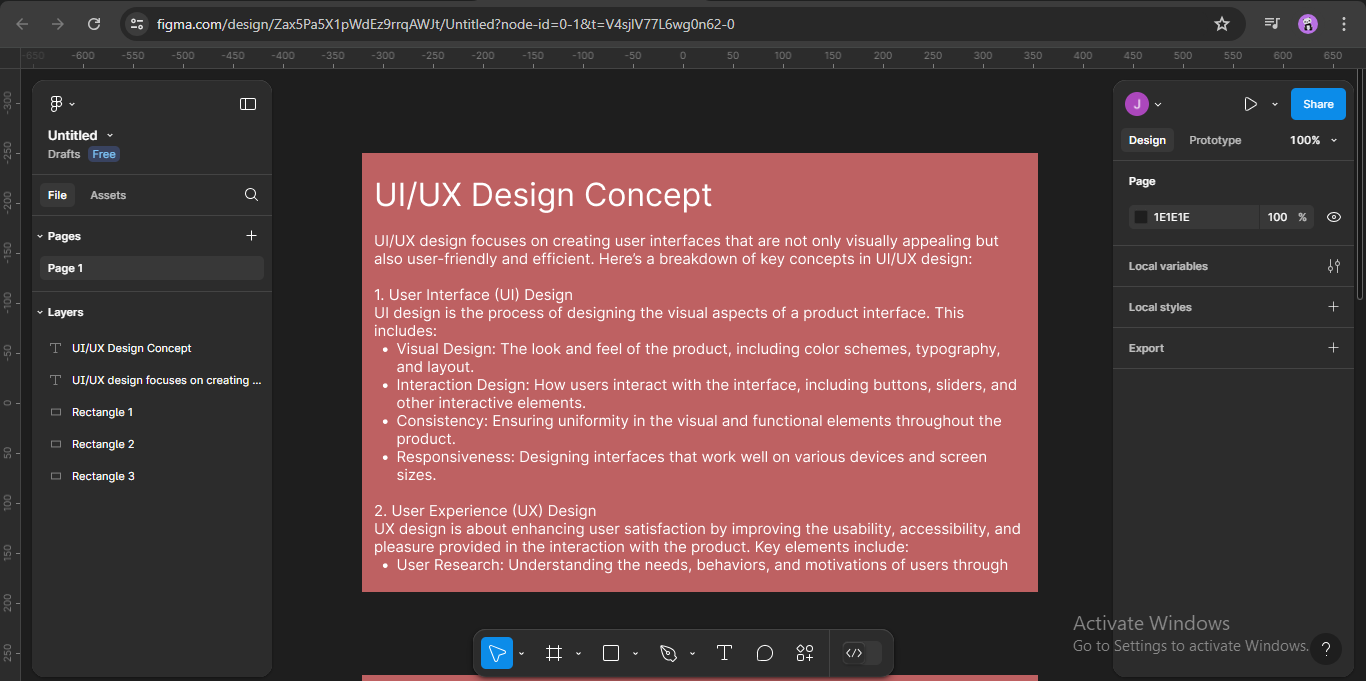 figma.com/design/Zax5Pa5X1pWdEz9rrqAWJt/Untitled?node-id=0-1&t=V4sjlV77L6wg0n62-0
-650 -600 -550 -500 -450 -400 -350 -300 -250 -200 -150 -100 -50 0 50 100 150 200 250 300 350 400 450 500 550 600 650
-300
-250
-200
-150
-100
-50
0
50
100
150
200
250
Untitled
Drafts Free
File Assets
Pages
Page 1
Layers
UI/UX Design Concept
UI/UX design focuses on creating ...
Rectangle 1
Rectangle 2
Rectangle 3
UI/UX Design Concept
UI/UX design focuses on creating user interfaces that are not only visually appealing but
also user-friendly and efficient. Here's a breakdown of key concepts in UI/UX design:
1. User Interface (UI) Design
UI design is the process of designing the visual aspects of a product interface. This
includes:
• Visual Design: The look and feel of the product, including color schemes, typography,
and layout.
• Interaction Design: How users interact with the interface, including buttons, sliders, and
other interactive elements.
• Consistency: Ensuring uniformity in the visual and functional elements throughout the
product.
• Responsiveness: Designing interfaces that work well on various devices and screen
sizes.
2. User Experience (UX) Design
UX design is about enhancing user satisfaction by improving the usability, accessibility, and
pleasure provided in the interaction with the product. Key elements include:
• User Research: Understanding the needs, behaviors, and motivations of users through
J
Share
Design Prototype 100%
Page
1E1E1E 100 %
Local variables
Local styles
Export
Activate Windows
Go to Settings to activate Windows.
?